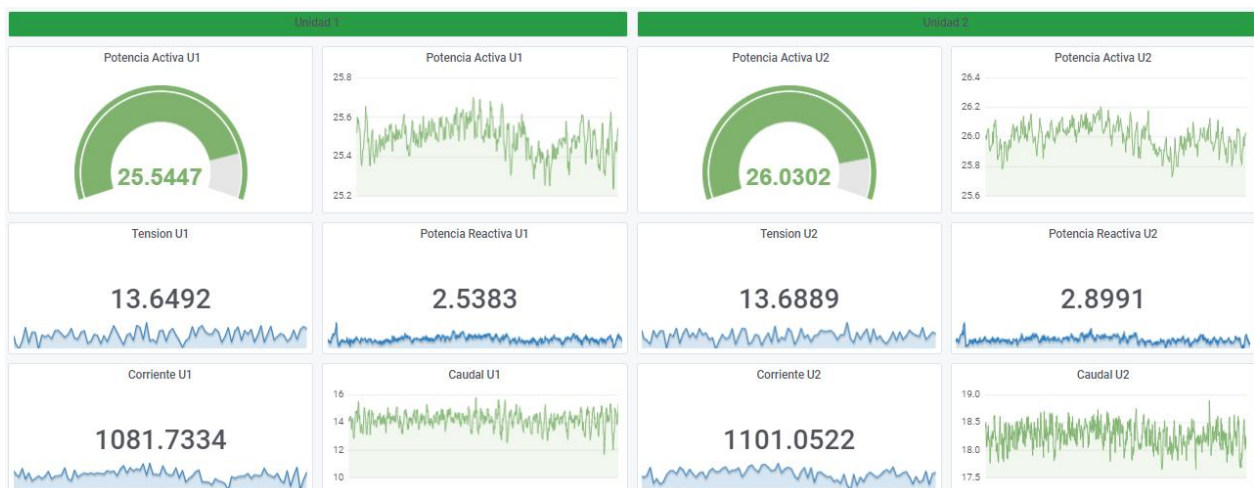 Unidad 1
Unidad 2
Potencia Activa U1
25.5447
Potencia Activa U1
25.8
25.6
25.4
25.2
Potencia Activa U2
26.0302
Potencia Activa U2
26.4
26.2
26.0
25.8
25.6
Tension U1
13.6492
Potencia Reactiva U1
2.5383
Tension U2
13.6889
Potencia Reactiva U2
2.8991
Corriente U1
1081.7334
Caudal U1
16
14
12
10
Corriente U2
1101.0522
Caudal U2
19.0
18.5
18.0
17.5